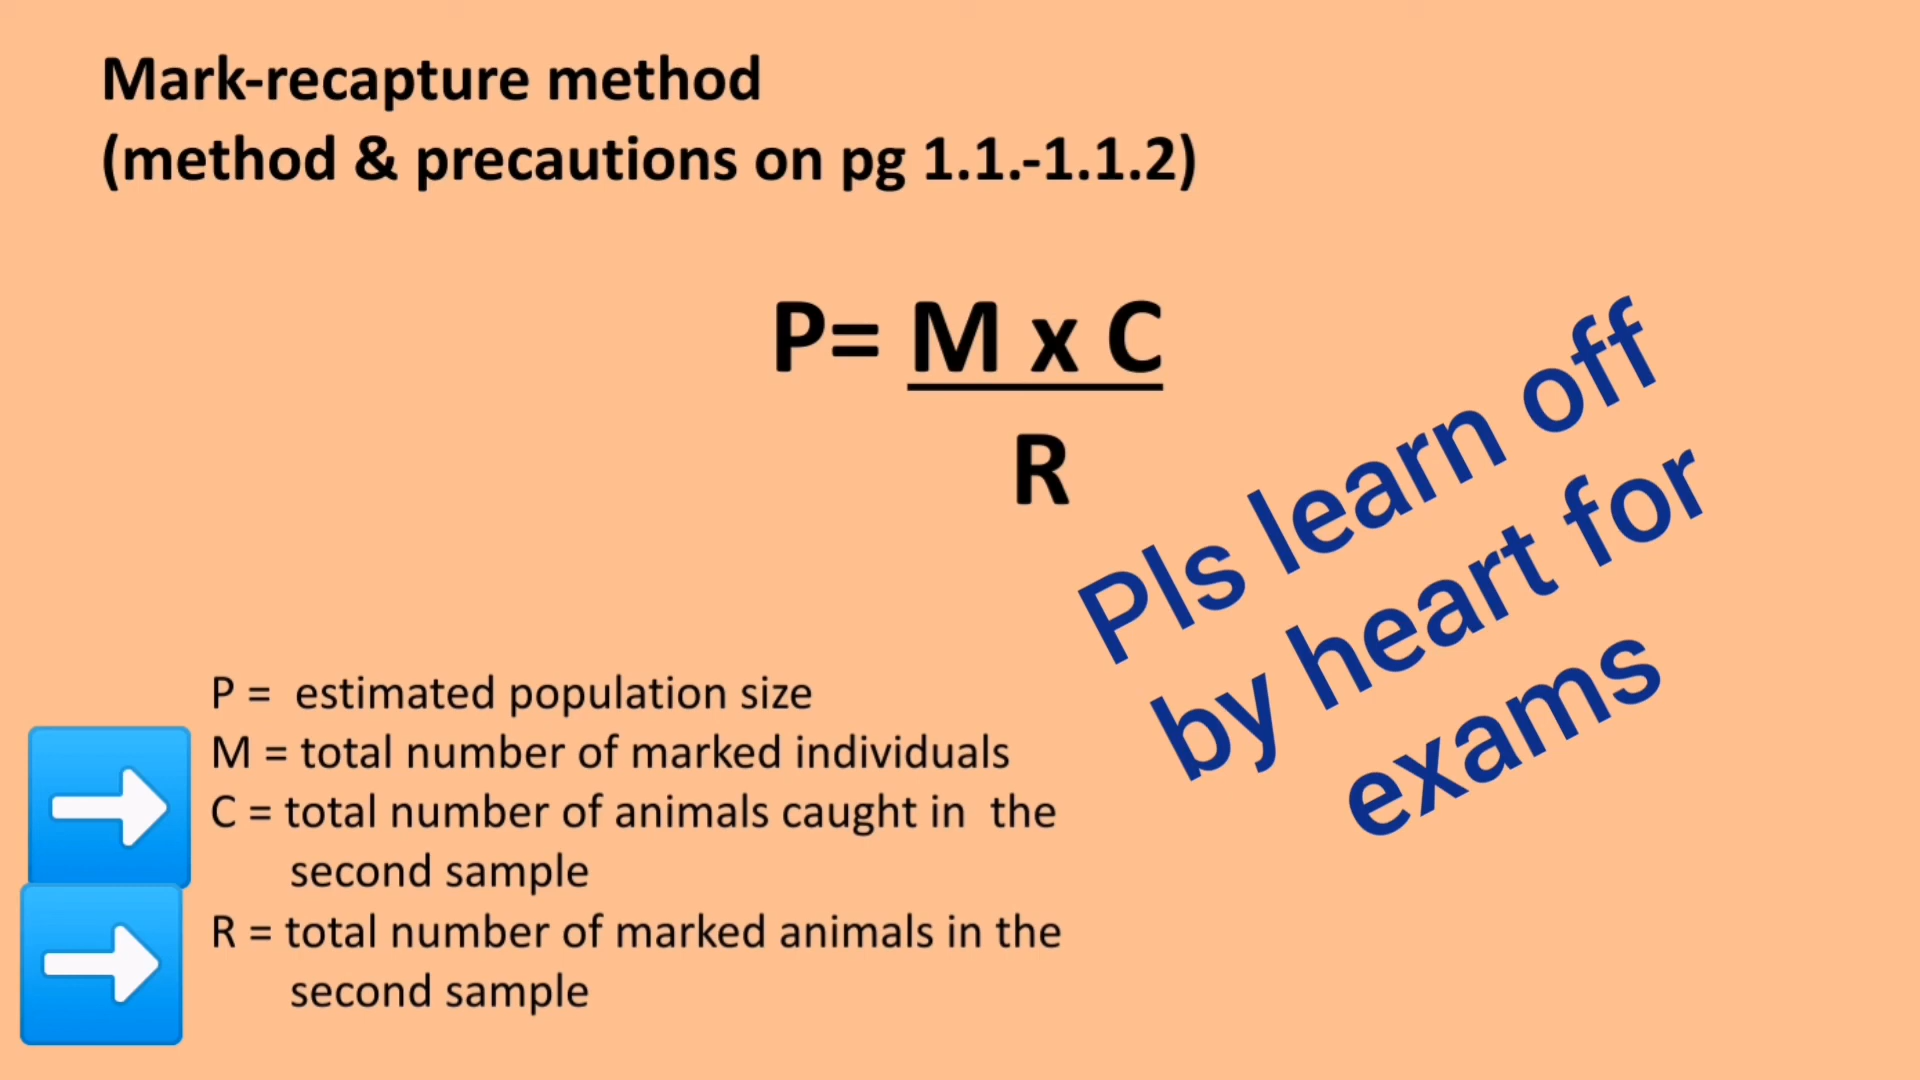 Mark-recapture method
(method & precautions on pg 1.1.-1.1.2)
P= M x C
R
Pls learn off
by heart for
exams
P = estimated population size
M = total number of marked individuals
C = total number of animals caught in the
second sample
R = total number of marked animals in the
second sample